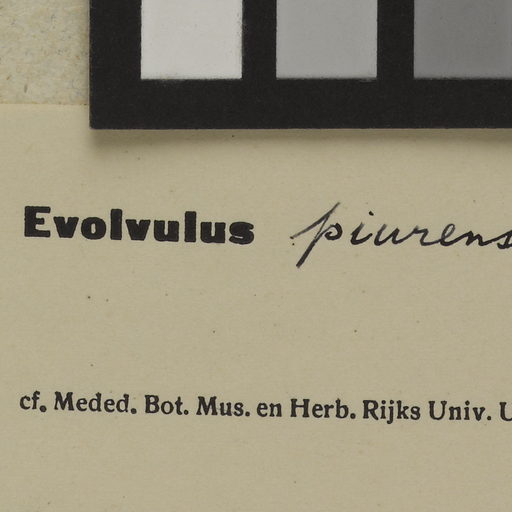 Evolvulus piurens
cf. Meded. Bot. Mus. en Herb. Rijks Univ. U